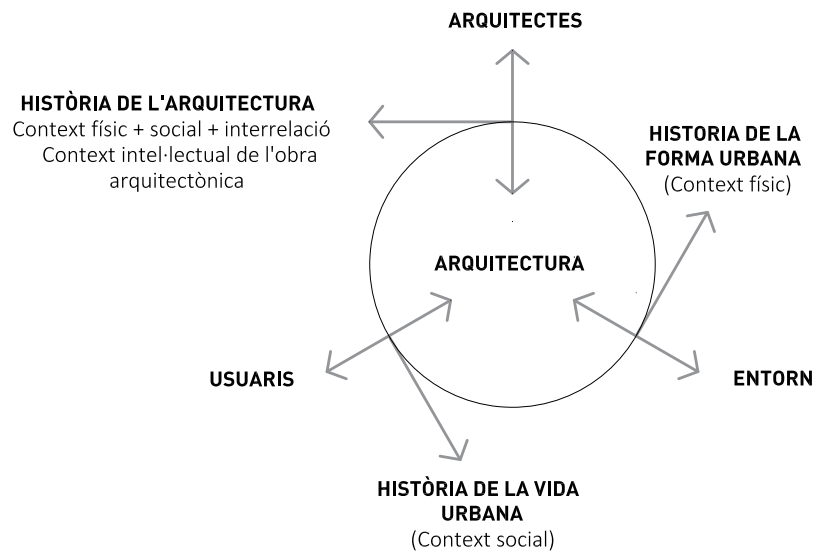 ARQUITECTES
HISTÒRIA DE L'ARQUITECTURA
Context físic + social + interrelació
Context intel·lectual de l'obra
arquitectònica
HISTORIA DE LA
FORMA URBANA
(Context físic)
ARQUITECTURA
USUARIS
ENTORN
HISTÒRIA DE LA VIDA
URBANA
(Context social)